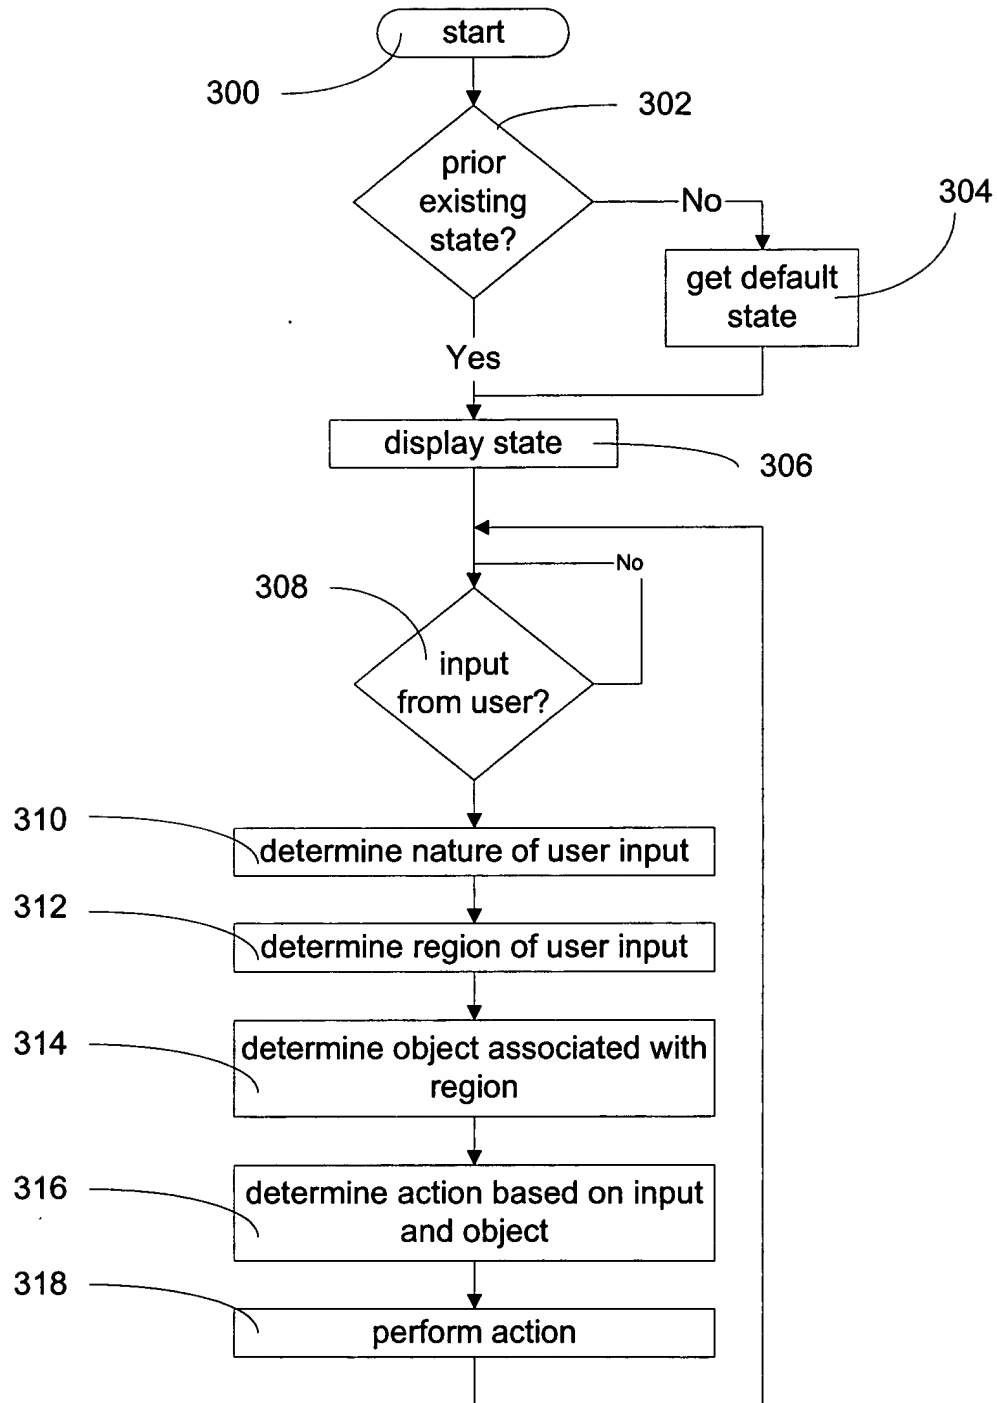 start
300
302
prior
existing
state?
No
304
get default
state
Yes
display state
306
No
308
input
from user?
310
determine nature of user input
312
determine region of user input
314
determine object associated with
region
316
determine action based on input
and object
318
perform action